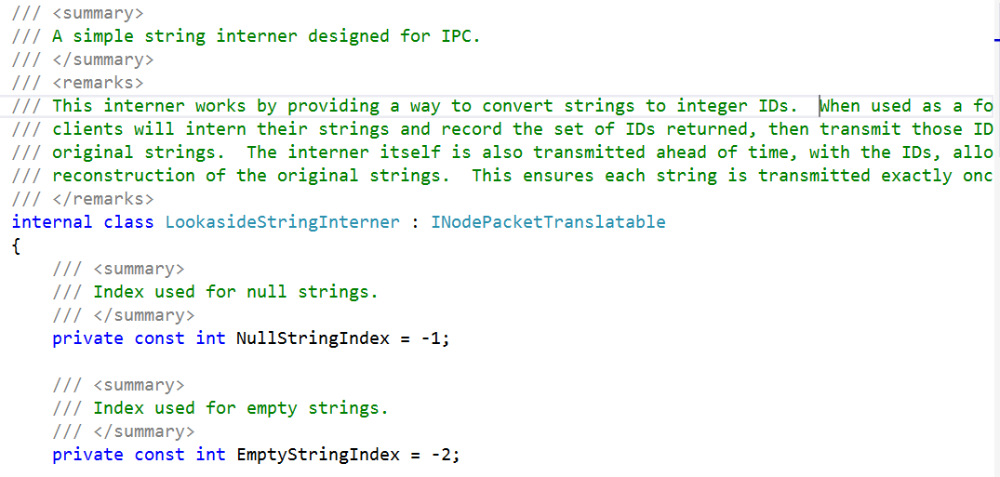 /// <summary>
/// A simple string interner designed for IPC.
/// </summary>
/// <remarks>
/// This interner works by providing a way to convert strings to integer IDs.  When used as a fo
/// clients will intern their strings and record the set of IDs returned, then transmit those ID
/// original strings.  The interner itself is also transmitted ahead of time, with the IDs, allo
/// reconstruction of the original strings.  This ensures each string is transmitted exactly onc
/// </remarks>
internal class LookasideStringInterner : INodePacketTranslatable
{
    /// <summary>
    /// Index used for null strings.
    /// </summary>
    private const int NullStringIndex = -1;

    /// <summary>
    /// Index used for empty strings.
    /// </summary>
    private const int EmptyStringIndex = -2;